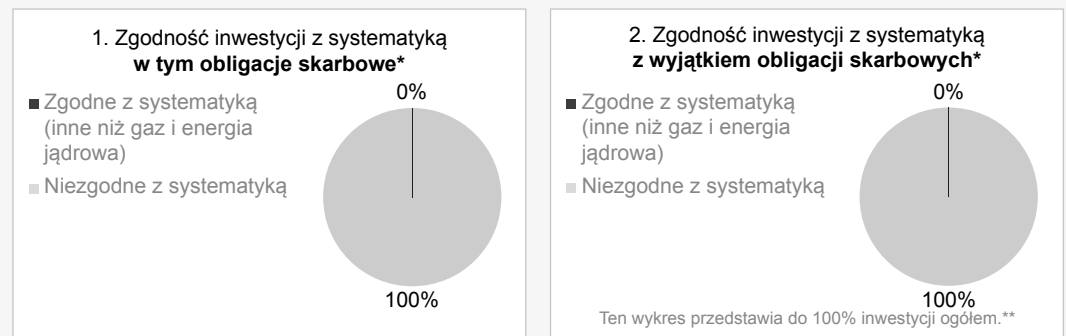 1. Zgodność inwestycji z systematyką
w tym obligacje skarbowe*
Zgodne z systematyką
(inne niż gaz i energia
jądrowa)
Niezgodne z systematyką
0%
100%
2. Zgodność inwestycji z systematyką
z wyjątkiem obligacji skarbowych*
Zgodne z systematyką
(inne niż gaz i energia
jądrowa)
Niezgodne z systematyką
0%
100%
Ten wykres przedstawia do 100% inwestycji ogółem.**